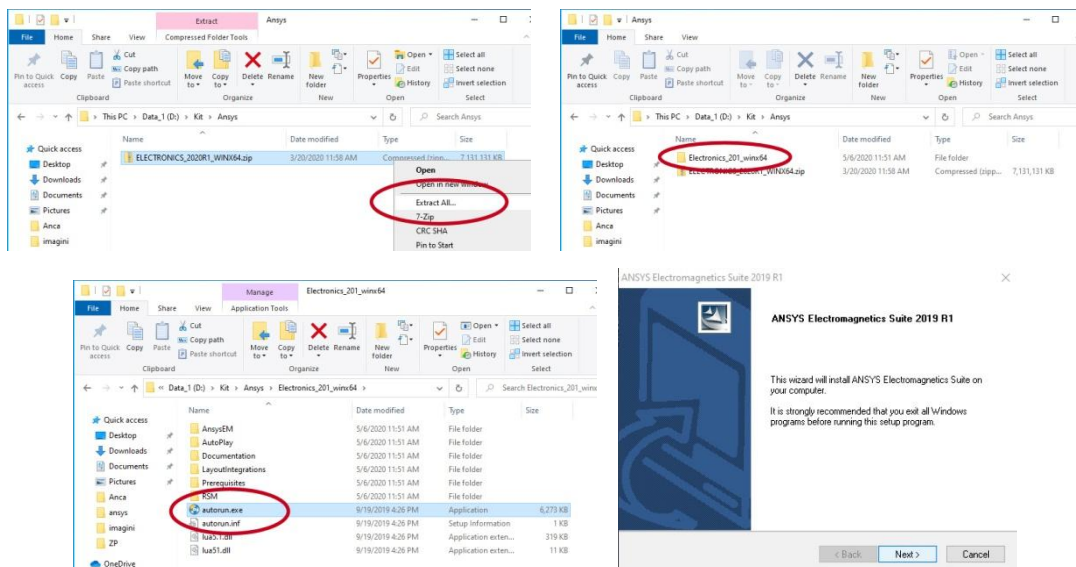 Extract Ansys
File Home Share View Compressed Folder Tools
Pin to Quick access Copy Paste Cut Copy path Paste shortcut Move to Copy to Delete Rename New folder Properties Open Edit History Select all Select none Invert selection
Clipboard Organize New Open Select
This PC > Data_1 (D:) > Kit > Ansys Search Ansys
Name Date modified Type Size
Quick access
ELECTRONICS_2020R1_WINX64.zip 3/20/2020 11:58 AM Compressed (zipp... 7,131,131 KB
Desktop
Downloads
Documents
Pictures
Anca
imagini
Open
Open in new window
Extract All...
7-Zip
CRC SHA
Pin to Start
Ansys
File Home Share View
Pin to Quick access Copy Paste Cut Copy path Paste shortcut Move to Copy to Delete Rename New folder Properties Open Edit History Select all Select none Invert selection
Clipboard Organize New Open Select
This PC > Data_1 (D:) > Kit > Ansys Search Ansys
Name Date modified Type Size
Quick access
Electronics_201_winx64 5/6/2020 11:51 AM File folder
ELECTRONICS_2020R1_WINX64.zip 3/20/2020 11:58 AM Compressed (zipp... 7,131,131 KB
Desktop
Downloads
Documents
Pictures
Anca
imagini
Manage Electronics_201_winx64
File Home Share View Application Tools
Pin to Quick access Copy Paste Cut Copy path Paste shortcut Move to Copy to Delete Rename New folder Properties Open Edit History Select all Select none Invert selection
Clipboard Organize New Open Select
« Data_1 (D:) > Kit > Ansys > Electronics_201_winx64 > Search Electronics_201_winx
Name Date modified Type Size
Quick access
Desktop
Downloads
Documents
Pictures
Anca
ansys
imagini
ZP
OneDrive
AnsysEM 5/6/2020 11:51 AM File folder
AutoPlay 5/6/2020 11:51 AM File folder
Documentation 5/6/2020 11:51 AM File folder
LayoutIntegrations 5/6/2020 11:51 AM File folder
Prerequisites 5/6/2020 11:51 AM File folder
RSM 5/6/2020 11:51 AM File folder
autorun.exe 9/19/2019 4:26 PM Application 6,273 KB
autorun.inf 9/19/2019 4:26 PM Setup Information 1 KB
lua5.1.dll 9/19/2019 4:26 PM Application exten... 319 KB
lua51.dll 9/19/2019 4:26 PM Application exten... 11 KB
ANSYS Electromagnetics Suite 2019 R1
ANSYS Electromagnetics Suite 2019 R1
This wizard will install ANSYS Electromagnetics Suite on
your computer.
It is strongly recommended that you exit all Windows
programs before running this setup program.
< Back Next > Cancel